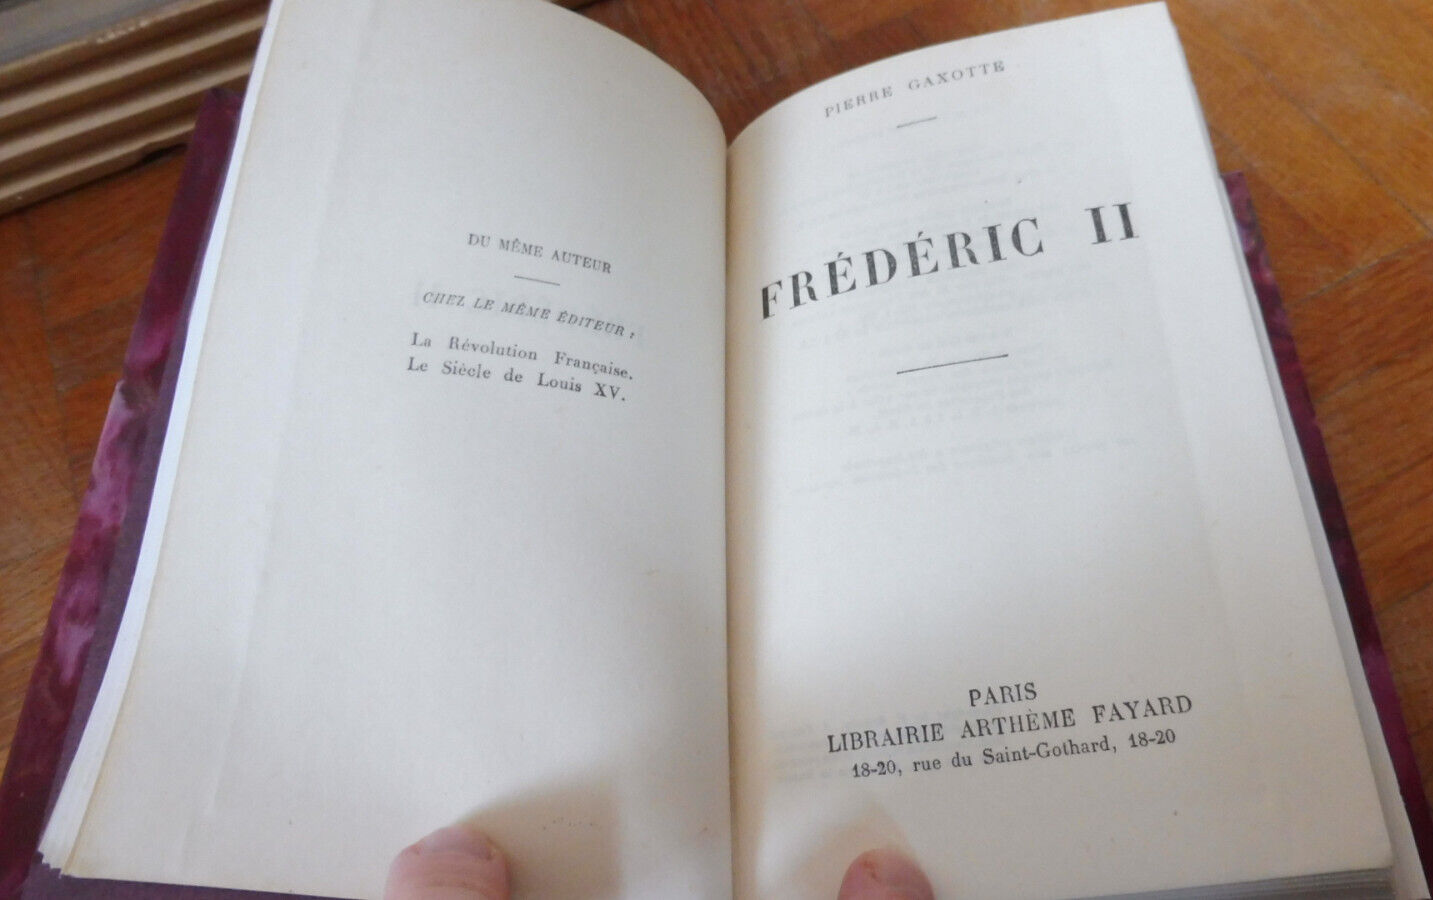 DU MÊME AUTEUR
CHEZ LE MÊME ÉDITEUR :
La Révolution Française.
Le Siècle de Louis XV.
PIERRE GAXOTTE
FRÉDÉRIC II
PARIS
LIBRAIRIE ARTHÈME FAYARD
18-20, rue du Saint-Gothard, 18-20